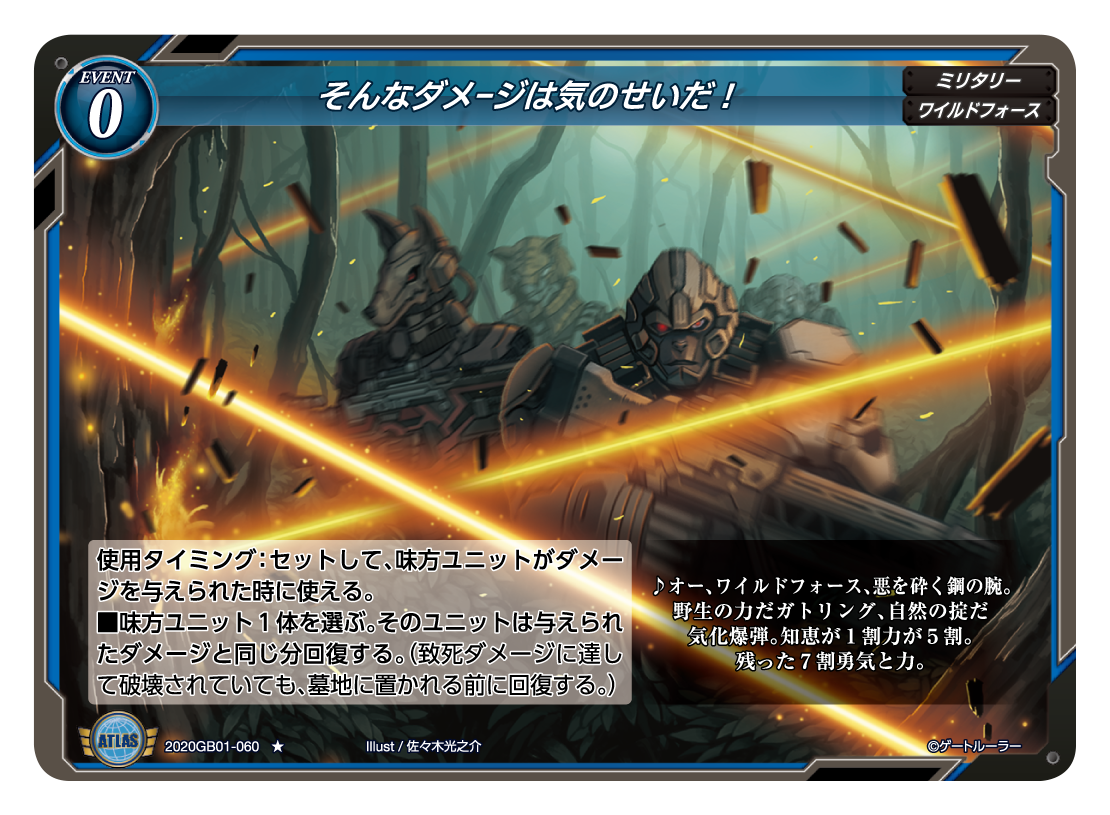 EVENT
0
そんなダメージは気のせいだ！
ミリタリー
ワイルドフォース
使用タイミング：セットして、味方ユニットがダメー
ジを与えられた時に使える。
■味方ユニット１体を選ぶ。そのユニットは与えられ
たダメージと同じ分回復する。（致死ダメージに達し
て破壊されていても、墓地に置かれる前に回復する。）
♪オー、ワイルドフォース、悪を砕く鋼の腕。
野生の力だガトリング、自然の掟だ
気化爆弾。知恵が１割力が５割。
残った７割勇気と力。
ATLAS
2020GB01-060 ★
Illust / 佐々木光之介
©ゲートルーラー